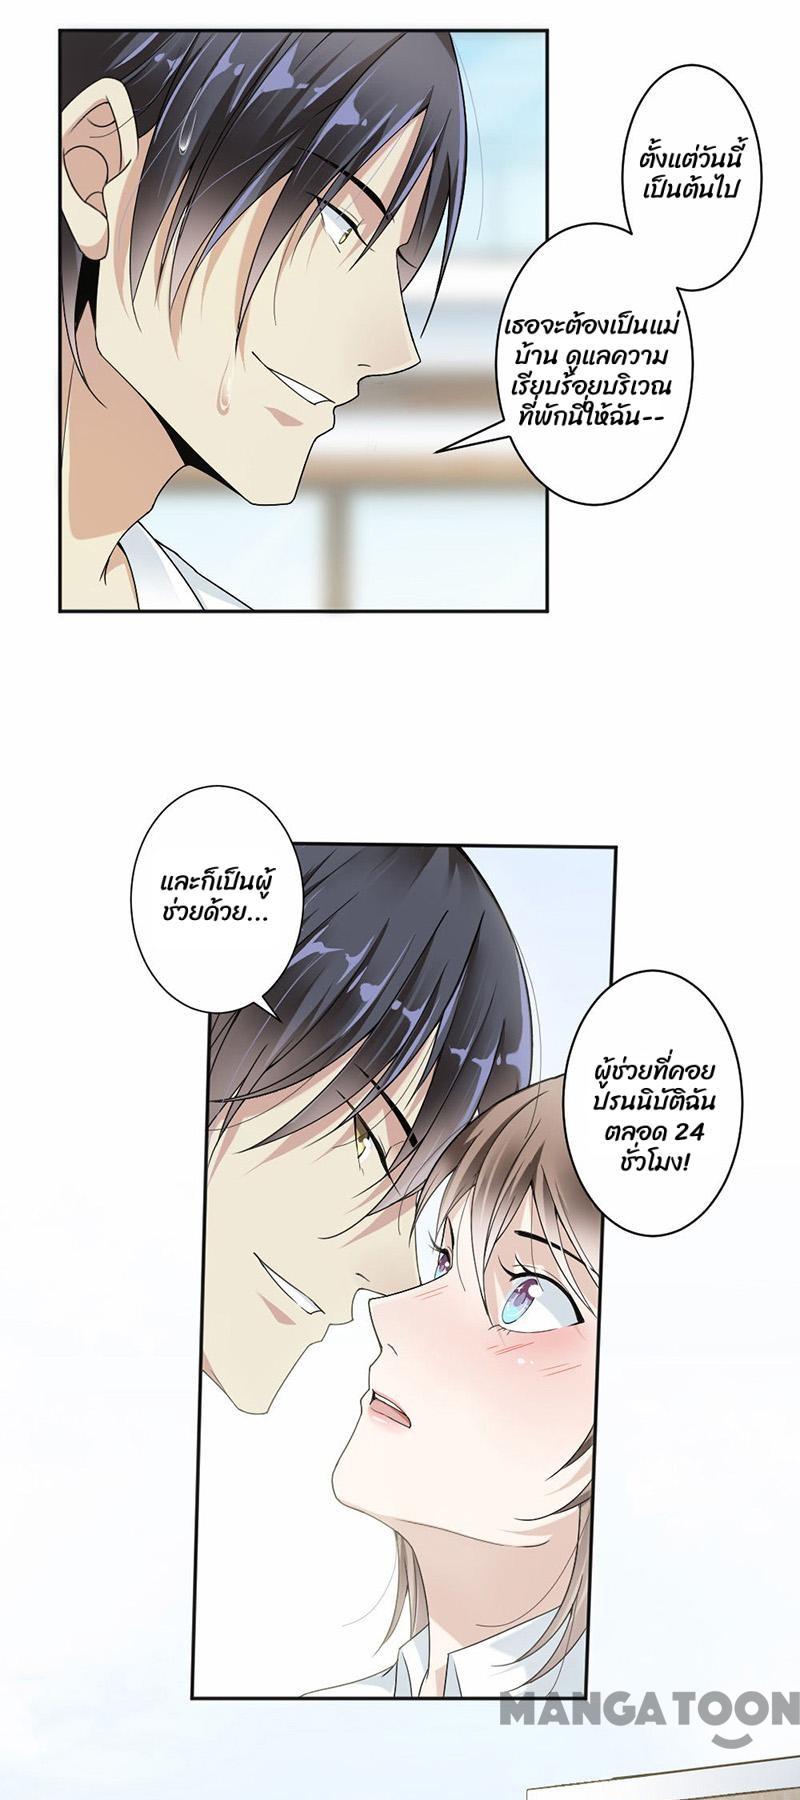 ตั้งแต่วันนี้
เป็นต้นไป
เธอจะต้องเป็นแม่
บ้าน ดูแลความ
เรียบร้อยบริเวณ
ที่พักนี้ให้ฉัน--
และก็เป็นผู้
ช่วยด้วย...
ผู้ช่วยที่คอย
ปรนนิบัติฉัน
ตลอด 24
ชั่วโมง!
MANGATOON